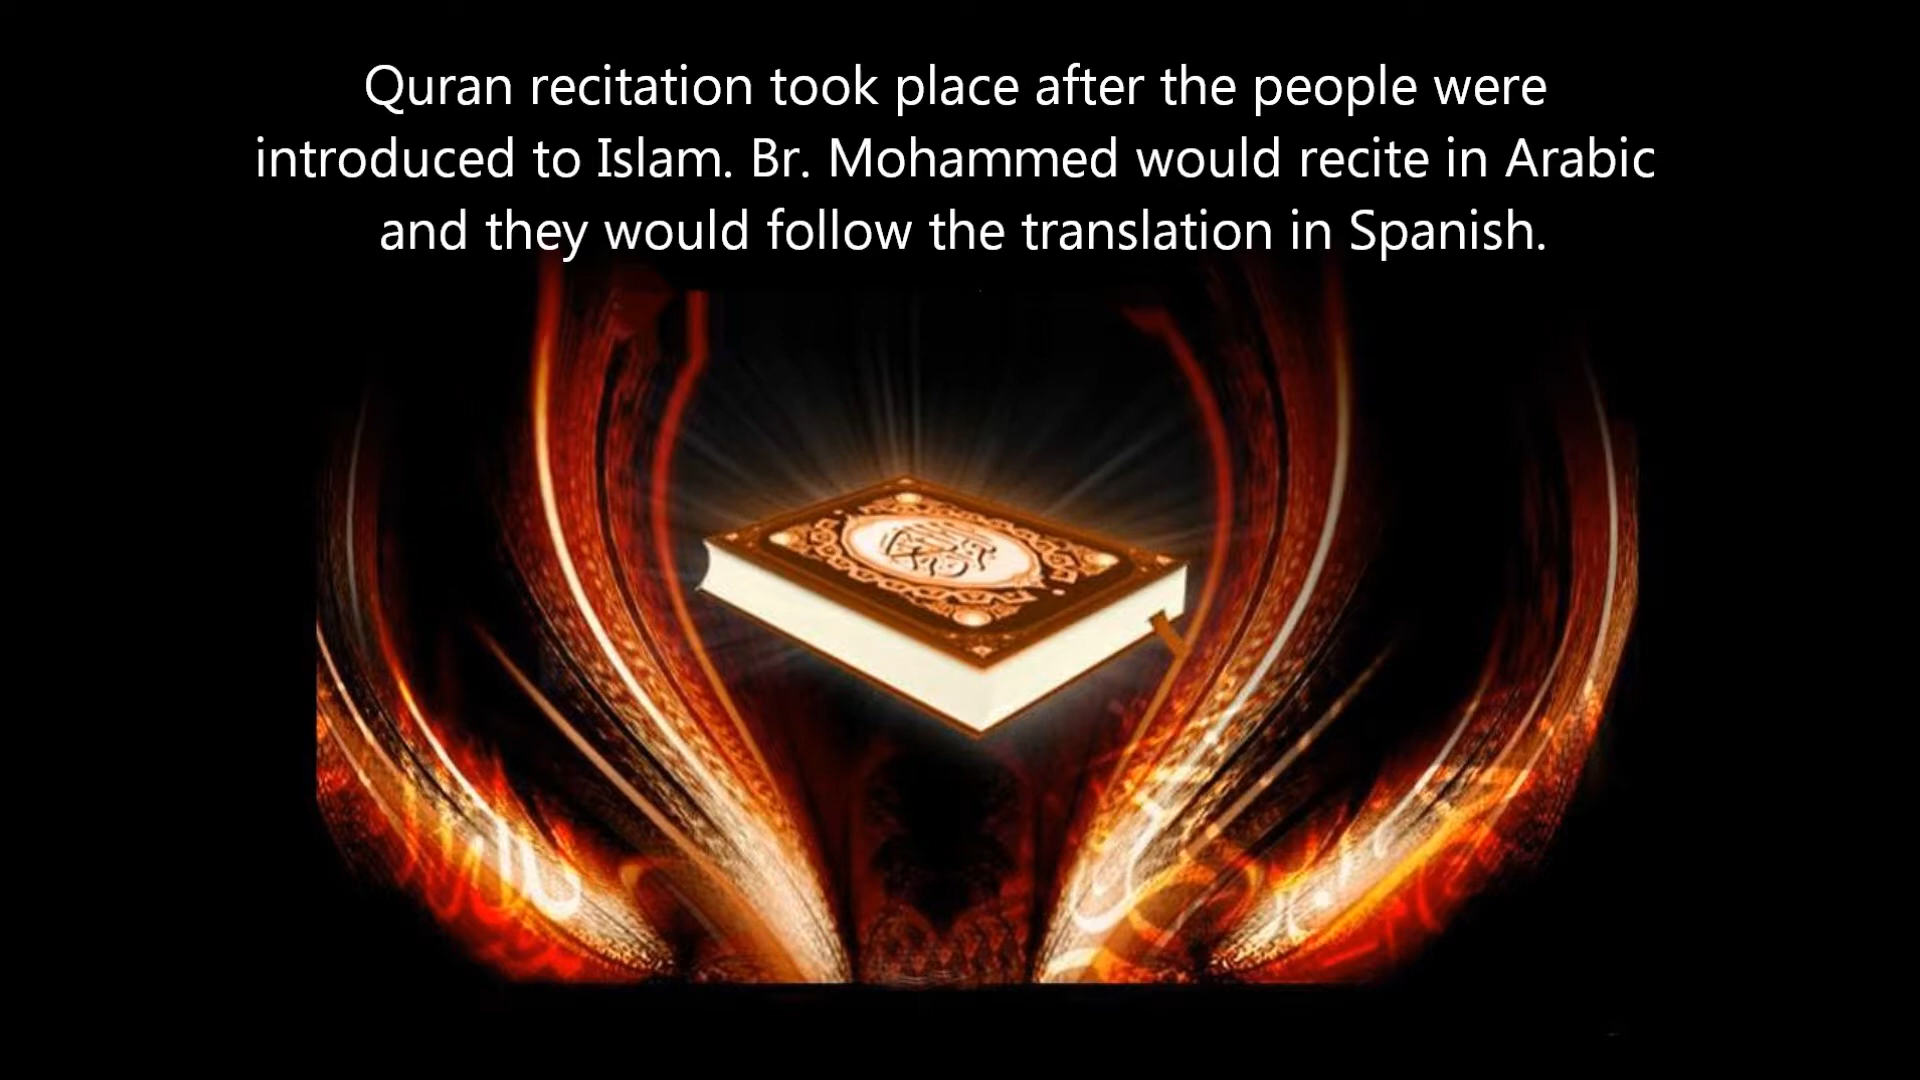 Quran recitation took place after the people were
introduced to Islam. Br. Mohammed would recite in Arabic
and they would follow the translation in Spanish.